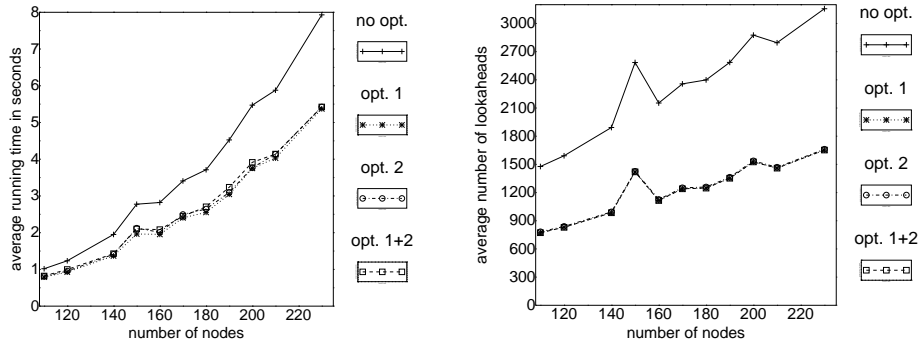 average running time in seconds
8
7
6
5
4
3
2
1
0
120 140 160 180 200 220
number of nodes
no opt.
opt. 1
opt. 2
opt. 1+2
average number of lookaheads
3000
2700
2400
2100
1800
1500
1200
900
600
300
0
120 140 160 180 200 220
number of nodes
no opt.
opt. 1
opt. 2
opt. 1+2